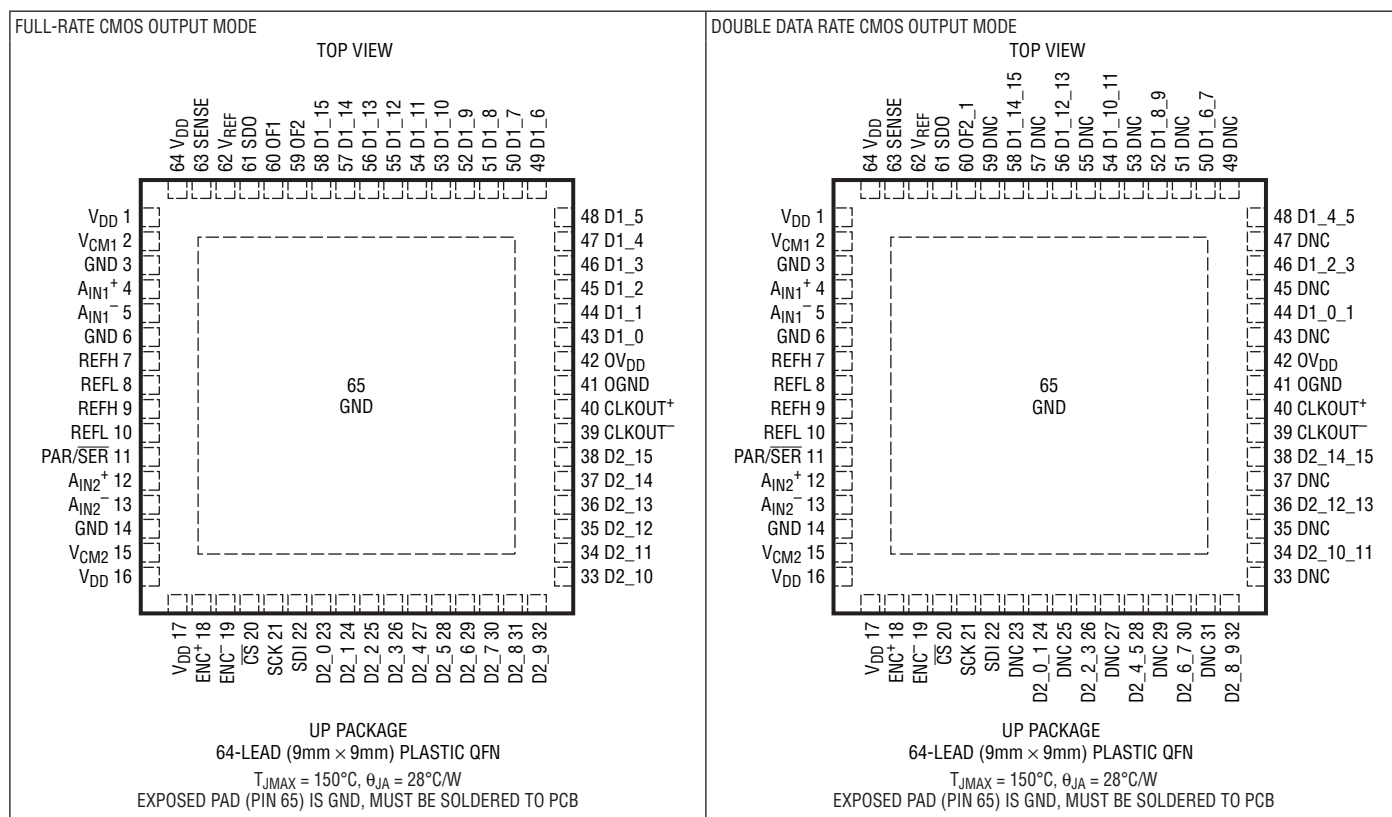 FULL-RATE CMOS OUTPUT MODE
TOP VIEW
64 VDD
63 SENSE
62 VREF
61 SDO
60 OF1
59 OF2
58 D1_15
57 D1_14
56 D1_13
55 D1_12
54 D1_11
53 D1_10
52 D1_9
51 D1_8
50 D1_7
49 D1_6
VDD 1
VCM1 2
GND 3
AIN1+ 4
AIN1– 5
GND 6
REFH 7
REFL 8
REFH 9
REFL 10
PAR/SER 11
AIN2+ 12
AIN2– 13
GND 14
VCM2 15
VDD 16
65
GND
48 D1_5
47 D1_4
46 D1_3
45 D1_2
44 D1_1
43 D1_0
42 OVDD
41 OGND
40 CLKOUT+
39 CLKOUT–
38 D2_15
37 D2_14
36 D2_13
35 D2_12
34 D2_11
33 D2_10
VDD 17
ENC+ 18
ENC– 19
CS 20
SCK 21
SDI 22
D2_0 23
D2_1 24
D2_2 25
D2_3 26
D2_4 27
D2_5 28
D2_6 29
D2_7 30
D2_8 31
D2_9 32
UP PACKAGE
64-LEAD (9mm × 9mm) PLASTIC QFN
TJMAX = 150°C, θJA = 28°C/W
EXPOSED PAD (PIN 65) IS GND, MUST BE SOLDERED TO PCB
DOUBLE DATA RATE CMOS OUTPUT MODE
TOP VIEW
64 VDD
63 SENSE
62 VREF
61 SDO
60 OF2_1
59 DNC
58 D1_14_15
57 DNC
56 D1_12_13
55 DNC
54 D1_10_11
53 DNC
52 D1_8_9
51 DNC
50 D1_6_7
49 DNC
VDD 1
VCM1 2
GND 3
AIN1+ 4
AIN1– 5
GND 6
REFH 7
REFL 8
REFH 9
REFL 10
PAR/SER 11
AIN2+ 12
AIN2– 13
GND 14
VCM2 15
VDD 16
65
GND
48 D1_4_5
47 DNC
46 D1_2_3
45 DNC
44 D1_0_1
43 DNC
42 OVDD
41 OGND
40 CLKOUT+
39 CLKOUT–
38 D2_14_15
37 DNC
36 D2_12_13
35 DNC
34 D2_10_11
33 DNC
VDD 17
ENC+ 18
ENC– 19
CS 20
SCK 21
SDI 22
DNC 23
D2_0_1 24
DNC 25
D2_2_3 26
DNC 27
D2_4_5 28
DNC 29
D2_6_7 30
DNC 31
D2_8_9 32
UP PACKAGE
64-LEAD (9mm × 9mm) PLASTIC QFN
TJMAX = 150°C, θJA = 28°C/W
EXPOSED PAD (PIN 65) IS GND, MUST BE SOLDERED TO PCB